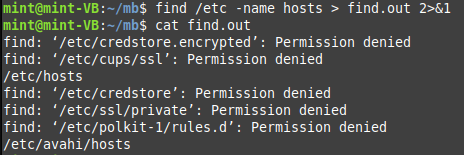 mint@mint-VB:~/mb$ find /etc -name hosts > find.out 2>&1
mint@mint-VB:~/mb$ cat find.out
find: ‘/etc/credstore.encrypted’: Permission denied
find: ‘/etc/cups/ssl’: Permission denied
/etc/hosts
find: ‘/etc/credstore’: Permission denied
find: ‘/etc/ssl/private’: Permission denied
find: ‘/etc/polkit-1/rules.d’: Permission denied
/etc/avahi/hosts